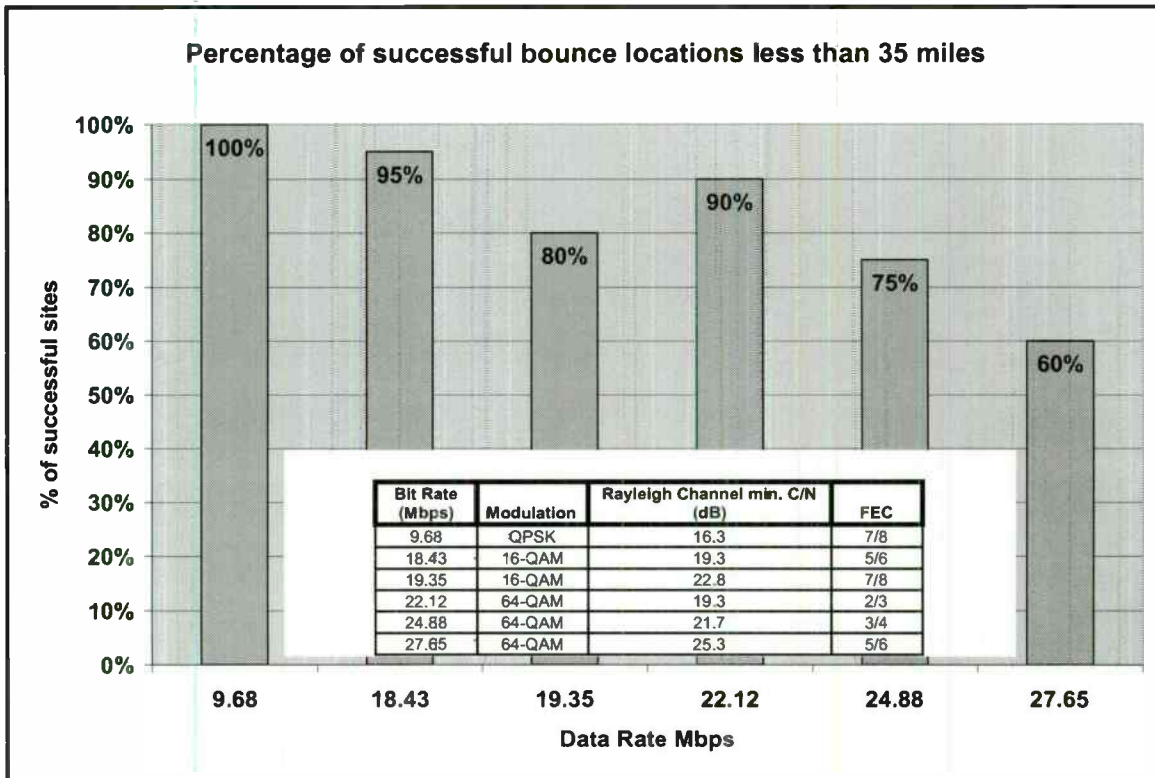 Percentage of successful bounce locations less than 35 miles
% of successful sites
100%
90%
80%
70%
60%
50%
40%
30%
20%
10%
0%
100%
95%
80%
90%
75%
60%
Bit Rate (Mbps) Modulation Rayleigh Channel min. C/N (dB) FEC
9.68 QPSK 16.3 7/8
18.43 16-QAM 19.3 5/6
19.35 16-QAM 22.8 7/8
22.12 64-QAM 19.3 2/3
24.88 64-QAM 21.7 3/4
27.65 64-QAM 25.3 5/6
9.68 18.43 19.35 22.12 24.88 27.65
Data Rate Mbps